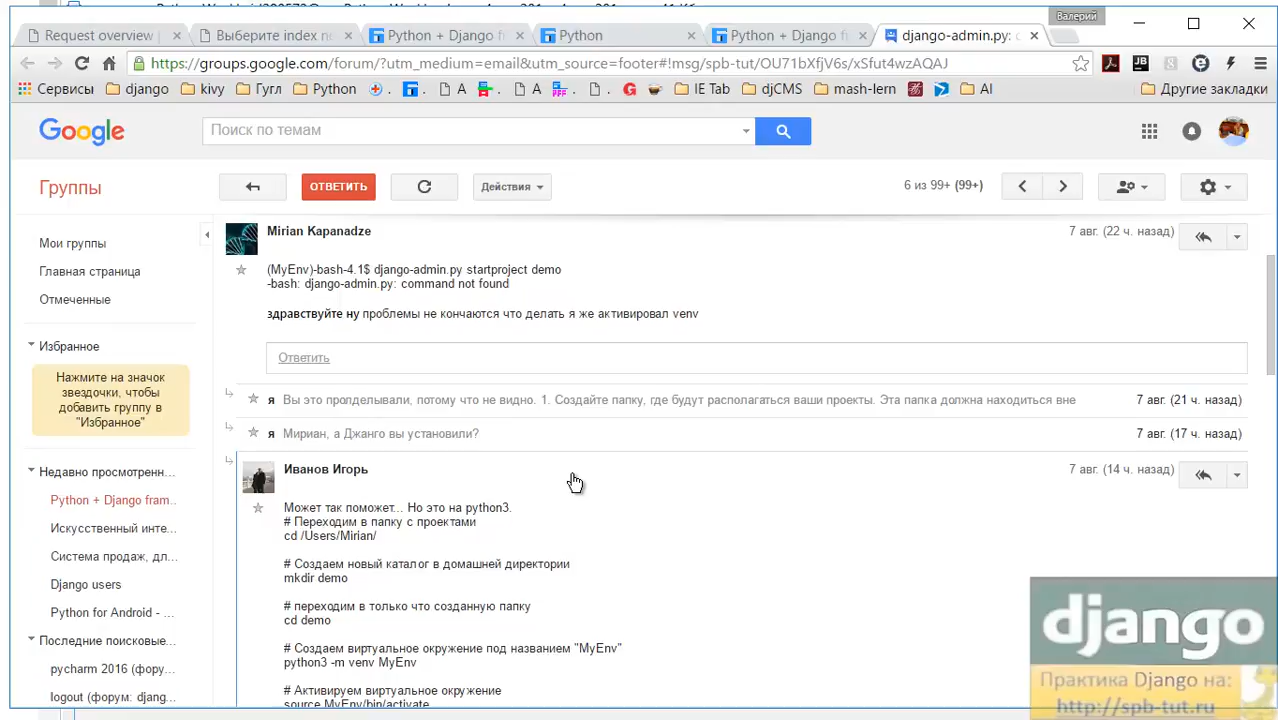 Валерий
Request overview
Выберите index n
Python + Django f
Python
Python + Django f
django-admin.py: c
https://groups.google.com/forum/?utm_medium=email&utm_source=footer#!msg/spb-tut/OU71bXfjV6s/xSfut4wzAQAJ
Сервисы
django
kivy
Гугл
Python
A
A
IE Tab
djCMS
mash-lern
AI
Другие закладки
Google
Поиск по темам
Группы
ОТВЕТИТЬ
Действия
6 из 99+ (99+)
Мои группы
Главная страница
Отмеченные
Избранное
Нажмите на значок
звездочки, чтобы
добавить группу в
"Избранное"
Недавно просмотренн...
Python + Django fram..
Искусственный инте...
Система продаж, дл...
Django users
Python for Android - ...
Последние поисковые...
pycharm 2016 (фору...
logout (форум: djang...
Mirian Kapanadze
7 авг. (22 ч. назад)
(MyEnv)-bash-4.1$ django-admin.py startproject demo
-bash: django-admin.py: command not found
здравствуйте ну проблемы не кончаются что делать я же активировал venv
Ответить
я Вы это пролделывали, потому что не видно. 1. Создайте папку, где будут располагаться ваши проекты. Эта папка должна находиться вне
7 авг. (21 ч. назад)
я Мириан, а Джанго вы установили?
7 авг. (17 ч. назад)
Иванов Игорь
7 авг. (14 ч. назад)
Может так поможет... Но это на python3.
# Переходим в папку с проектами
cd /Users/Mirian/
# Создаем новый каталог в домашней директории
mkdir demo
# переходим в только что созданную папку
cd demo
# Создаем виртуальное окружение под названием "MyEnv"
python3 -m venv MyEnv
# Активируем виртуальное окружение
source MyEnv/bin/activate
django
Практика Django на:
http://spb-tut.ru